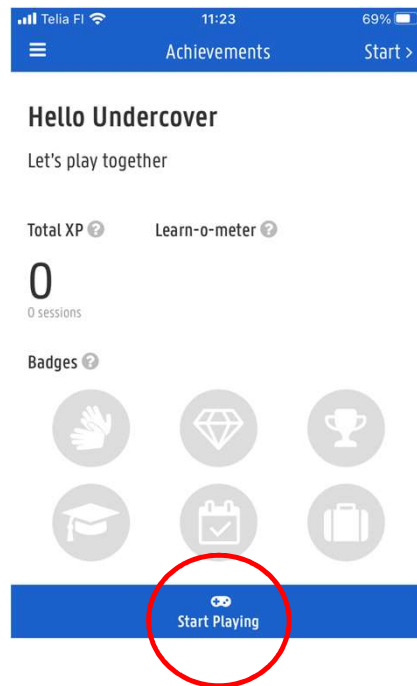 Telia FI 11:23 69%
Achievements Start >
Hello Undercover
Let's play together
Total XP ? Learn-o-meter ?
0
0 sessions
Badges ?
Start Playing